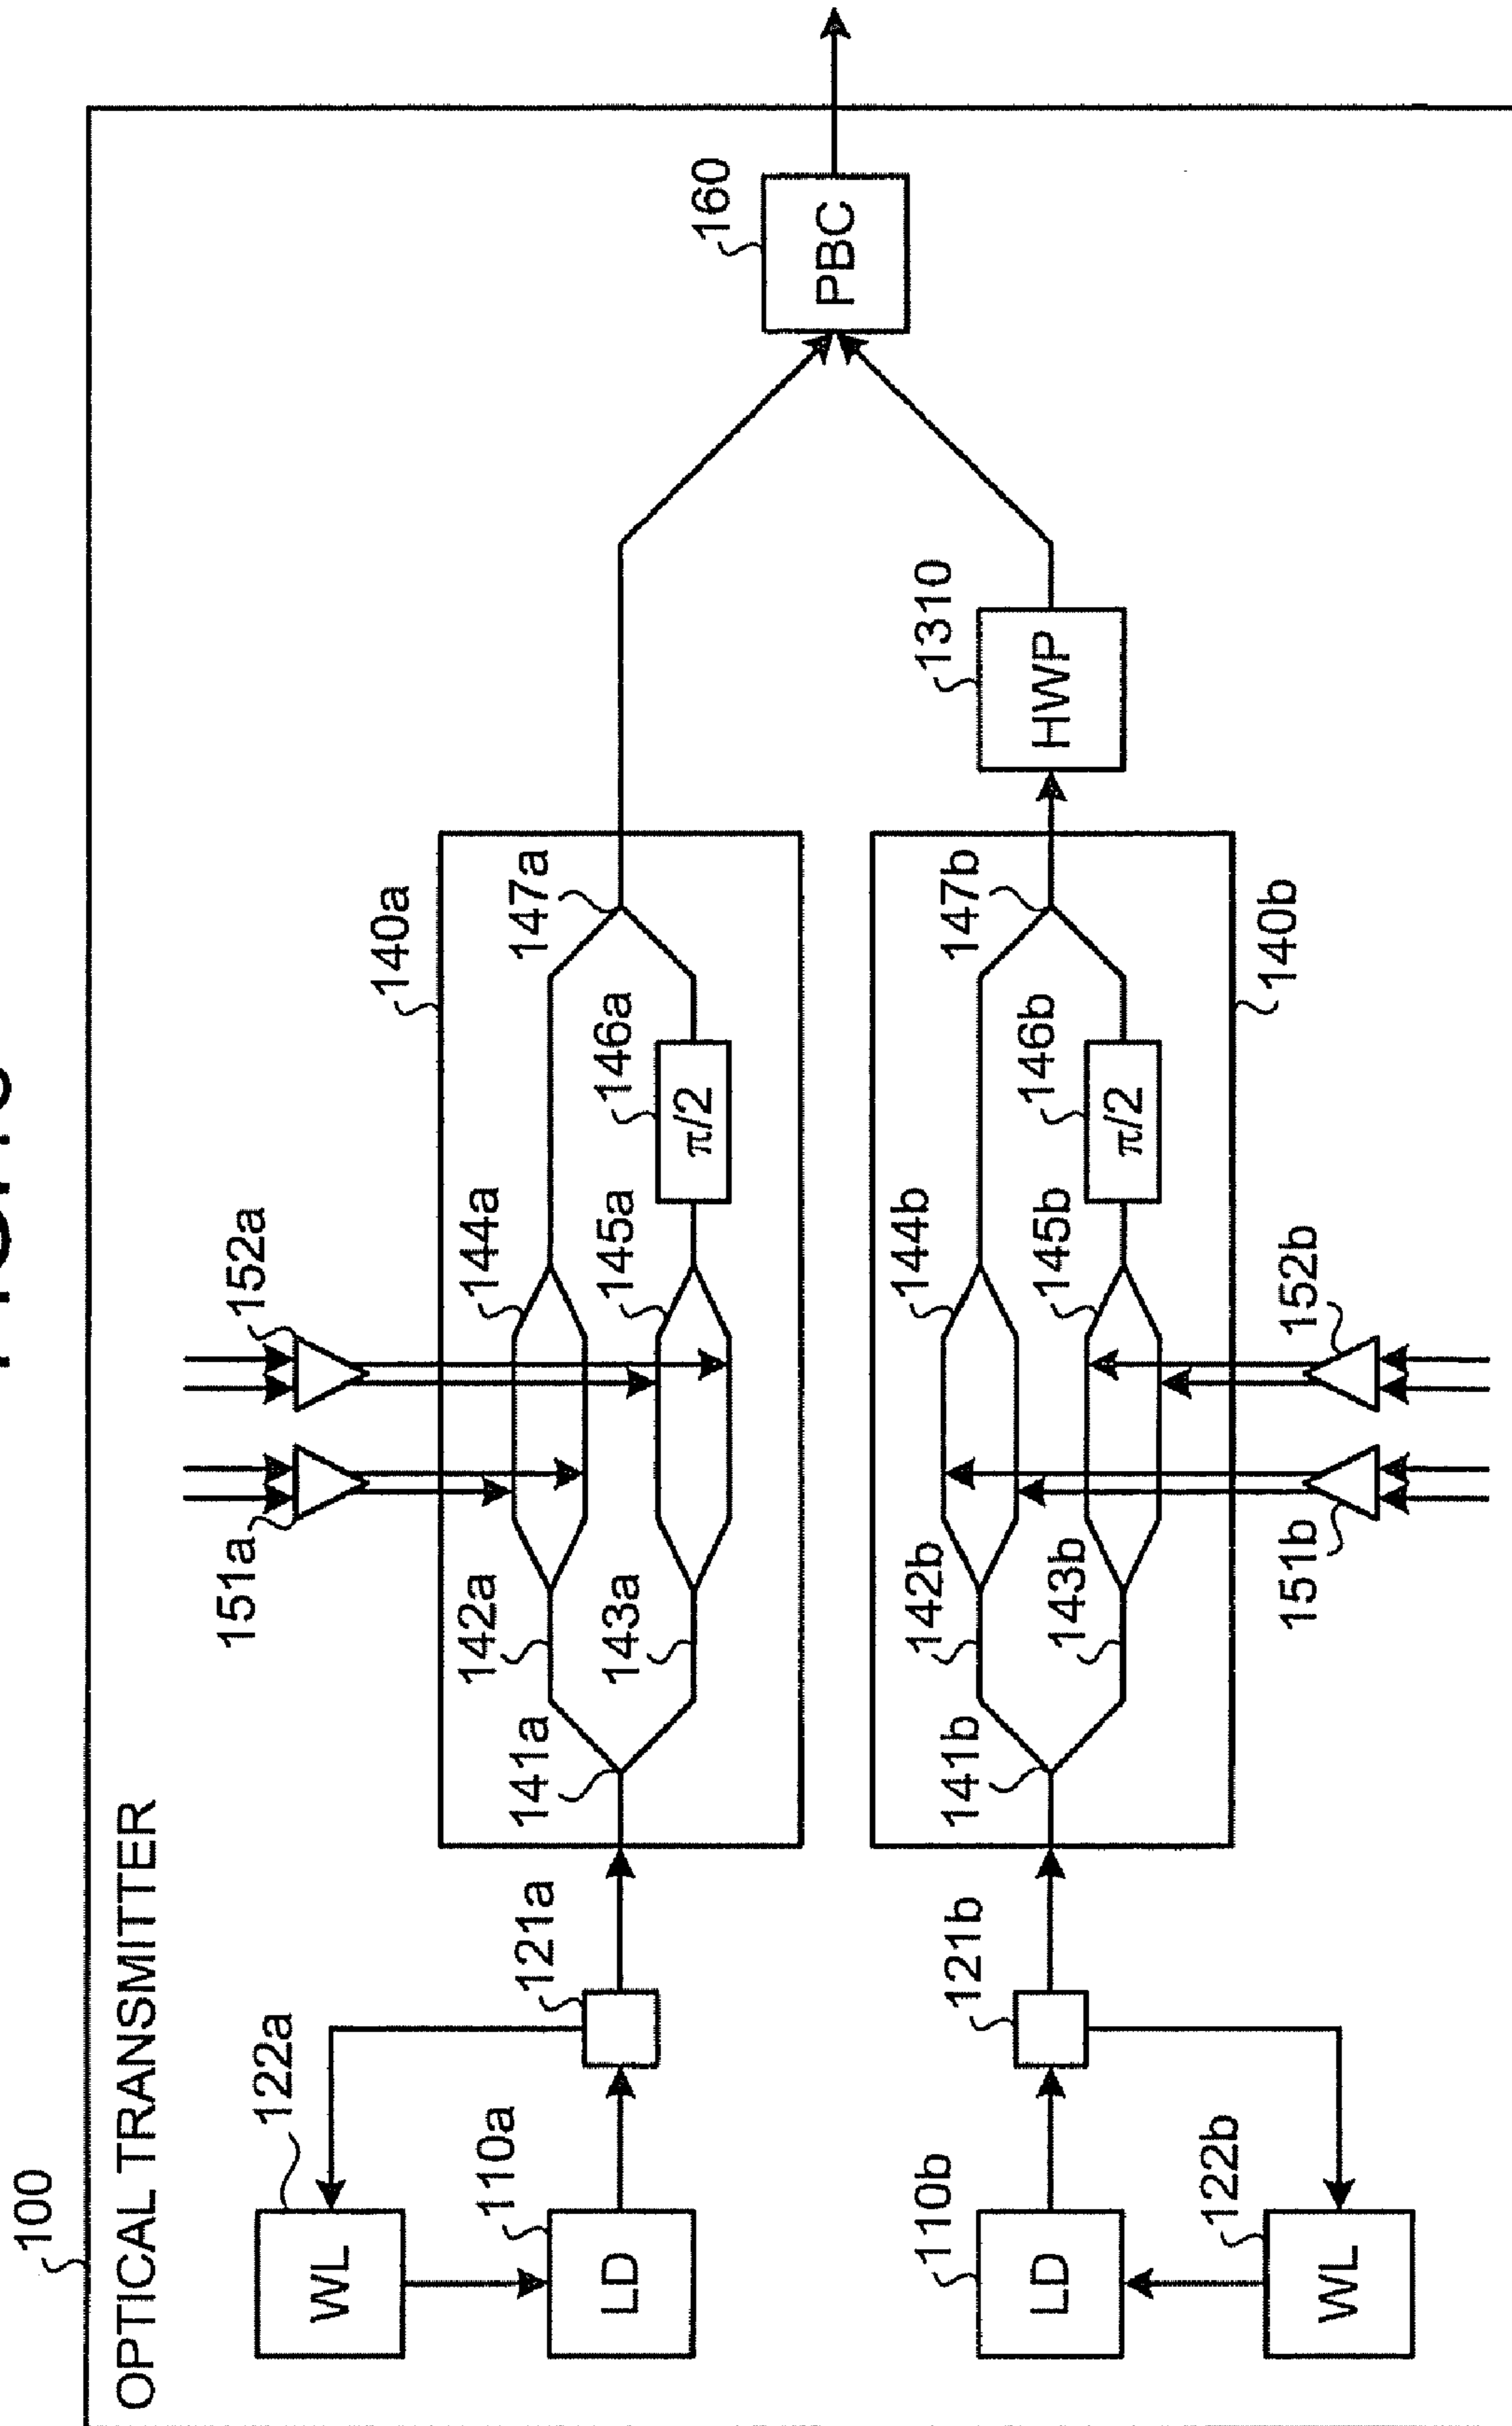 100
OPTICAL TRANSMITTER
WL
122a
110a
LD
121a
151a
152a
140a
141a
142a
143a
144a
145a
146a
π/2
147a
160
PBC
1310
HWP
110b
LD
122b
WL
121b
140b
141b
142b
143b
144b
145b
146b
π/2
147b
151b
152b